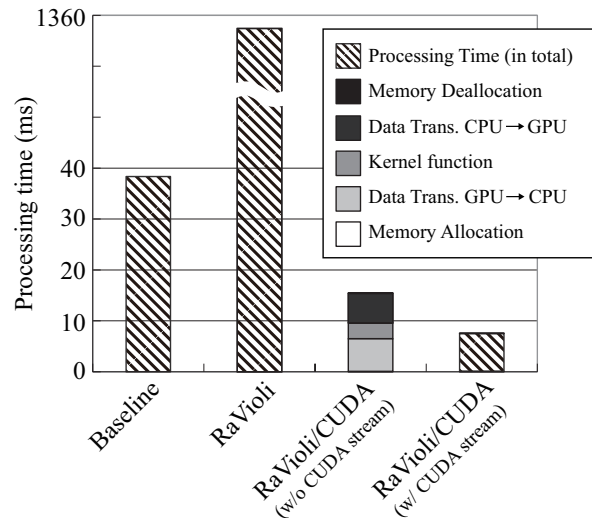 Processing time (ms)
1360
40
30
20
10
0
Processing Time (in total)
Memory Deallocation
Data Trans. CPU→GPU
Kernel function
Data Trans. GPU→CPU
Memory Allocation
Baseline
RaVioli
RaVioli/CUDA
(w/o CUDA stream)
RaVioli/CUDA
(w/ CUDA stream)